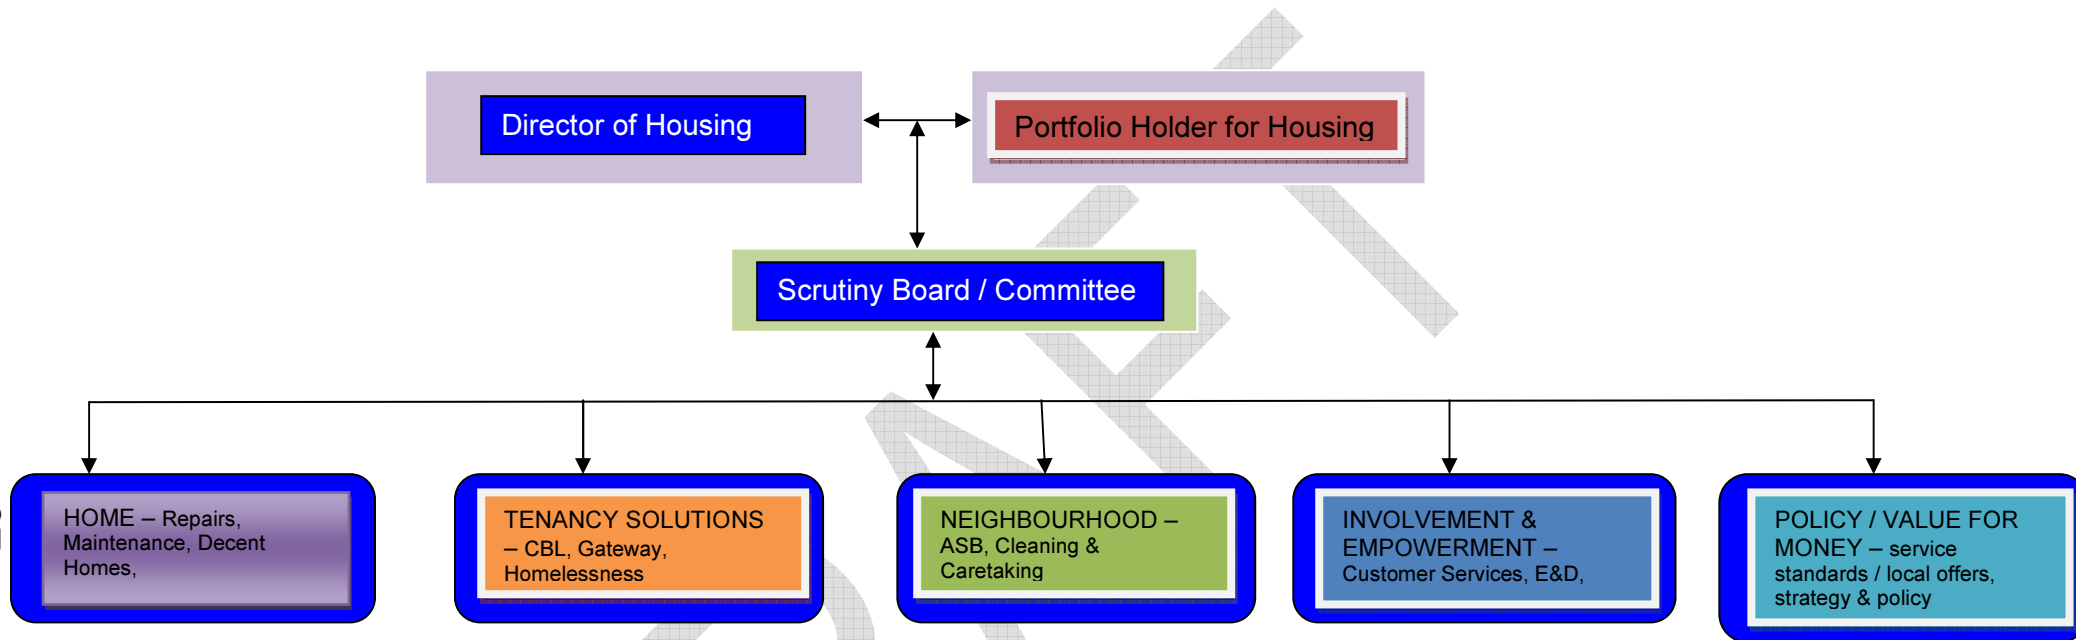 Director of Housing
Portfolio Holder for Housing
Scrutiny Board / Committee
HOME – Repairs,
Maintenance, Decent
Homes,
TENANCY SOLUTIONS
– CBL, Gateway,
Homelessness
NEIGHBOURHOOD –
ASB, Cleaning &
Caretaking
INVOLVEMENT &
EMPOWERMENT –
Customer Services, E&D,
POLICY / VALUE FOR
MONEY – service
standards / local offers,
strategy & policy